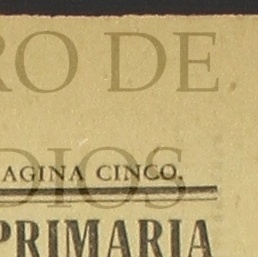 RO DE
AGINA CINCO.
DIOS
PRIMARIA